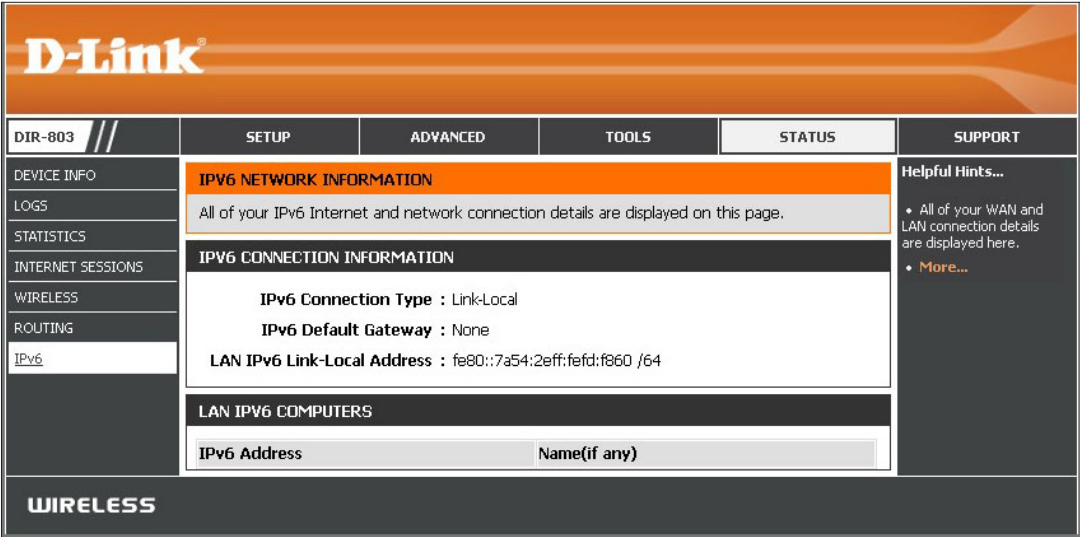 D-Link®
DIR-803
SETUP
ADVANCED
TOOLS
STATUS
SUPPORT
DEVICE INFO
LOGS
STATISTICS
INTERNET SESSIONS
WIRELESS
ROUTING
IPv6
IPV6 NETWORK INFORMATION
All of your IPv6 Internet and network connection details are displayed on this page.
IPV6 CONNECTION INFORMATION
IPv6 Connection Type : Link-Local
IPv6 Default Gateway : None
LAN IPv6 Link-Local Address : fe80::7a54:2eff:fefd:f860 /64
LAN IPV6 COMPUTERS
IPv6 Address Name(if any)
Helpful Hints...
• All of your WAN and
LAN connection details
are displayed here.
• More...
WIRELESS